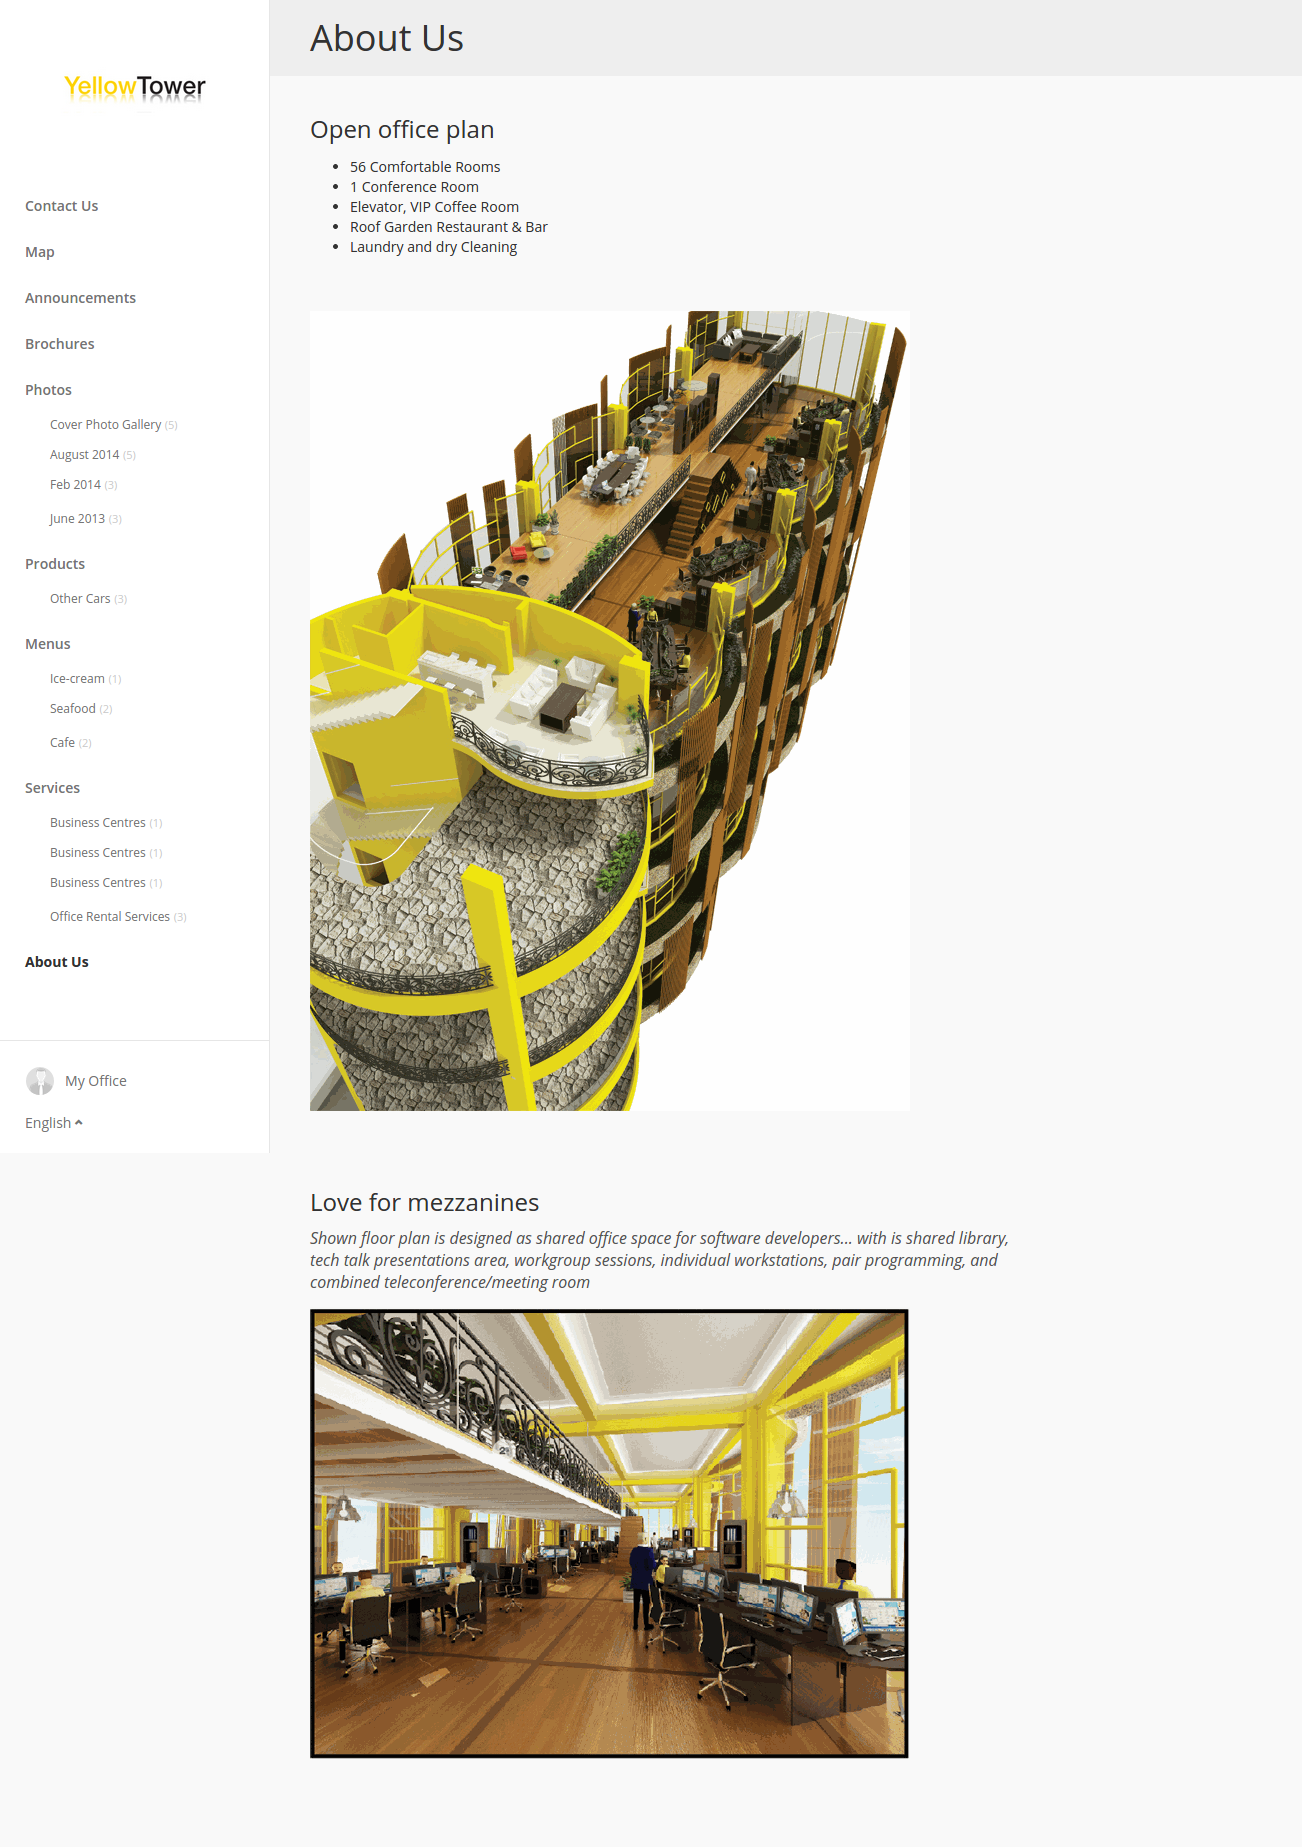 YellowTower
Contact Us
Map
Announcements
Brochures
Photos
Cover Photo Gallery (5)
August 2014 (5)
Feb 2014 (3)
June 2013 (3)
Products
Other Cars (3)
Menus
Ice-cream (1)
Seafood (2)
Cafe (2)
Services
Business Centres (1)
Business Centres (1)
Business Centres (1)
Office Rental Services (3)
About Us
My Office
English
About Us
Open office plan
• 56 Comfortable Rooms
• 1 Conference Room
• Elevator, VIP Coffee Room
• Roof Garden Restaurant & Bar
• Laundry and dry Cleaning
Love for mezzanines
Shown floor plan is designed as shared office space for software developers... with is shared library,
tech talk presentations area, workgroup sessions, individual workstations, pair programming, and
combined teleconference/meeting room